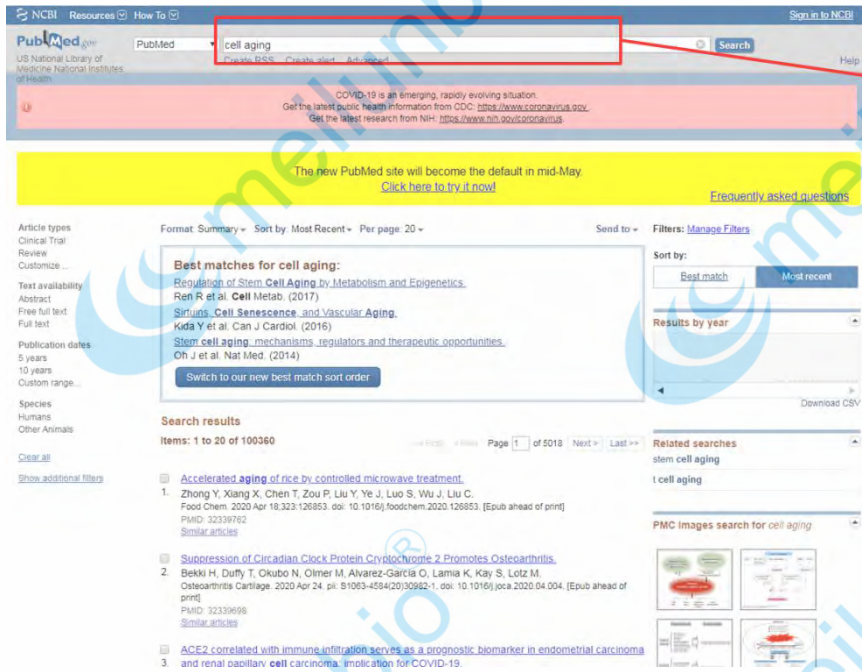 NCBI Resources How To Sign in to NCBI
PubMed.gov
US National Library of
Medicine National Institutes
of Health
PubMed cell aging Search
Create RSS Create alert Advanced Help
COVID-19 is an emerging, rapidly evolving situation.
Get the latest public health information from CDC: https://www.coronavirus.gov.
Get the latest research from NIH: https://www.nih.gov/coronavirus.
The new PubMed site will become the default in mid-May.
Click here to try it now!
Frequently asked questions
Article types
Clinical Trial
Review
Customize ...
Text availability
Abstract
Free full text
Full text
Publication dates
5 years
10 years
Custom range...
Species
Humans
Other Animals
Clear all
Show additional filters
Format: Summary Sort by: Most Recent Per page: 20 Send to
Best matches for cell aging:
Regulation of Stem Cell Aging by Metabolism and Epigenetics.
Ren R et al. Cell Metab. (2017)
Sirtuins, Cell Senescence, and Vascular Aging.
Kida Y et al. Can J Cardiol. (2016)
Stem cell aging: mechanisms, regulators and therapeutic opportunities.
Oh J et al. Nat Med. (2014)
Switch to our new best match sort order
Search results
Items: 1 to 20 of 100360
<< First < Prev Page 1 of 5018 Next > Last >>
Accelerated aging of rice by controlled microwave treatment.
1. Zhong Y, Xiang X, Chen T, Zou P, Liu Y, Ye J, Luo S, Wu J, Liu C.
Food Chem. 2020 Apr 18;323:126853. doi: 10.1016/j.foodchem.2020.126853. [Epub ahead of print]
PMID: 32339762
Similar articles
Suppression of Circadian Clock Protein Cryptochrome 2 Promotes Osteoarthritis.
2. Bekki H, Duffy T, Okubo N, Olmer M, Alvarez-Garcia O, Lamia K, Kay S, Lotz M.
Osteoarthritis Cartilage. 2020 Apr 24. pii: S1063-4584(20)30982-1. doi: 10.1016/j.joca.2020.04.004. [Epub ahead of
print]
PMID: 32339698
Similar articles
ACE2 correlated with immune infiltration serves as a prognostic biomarker in endometrial carcinoma
3. and renal papillary cell carcinoma: implication for COVID-19.
Filters: Manage Filters
Sort by:
Best match Most recent
Results by year
Download CSV
Related searches
stem cell aging
t cell aging
PMC Images search for cell aging
meilunbio
meilunbio
meilunbio®